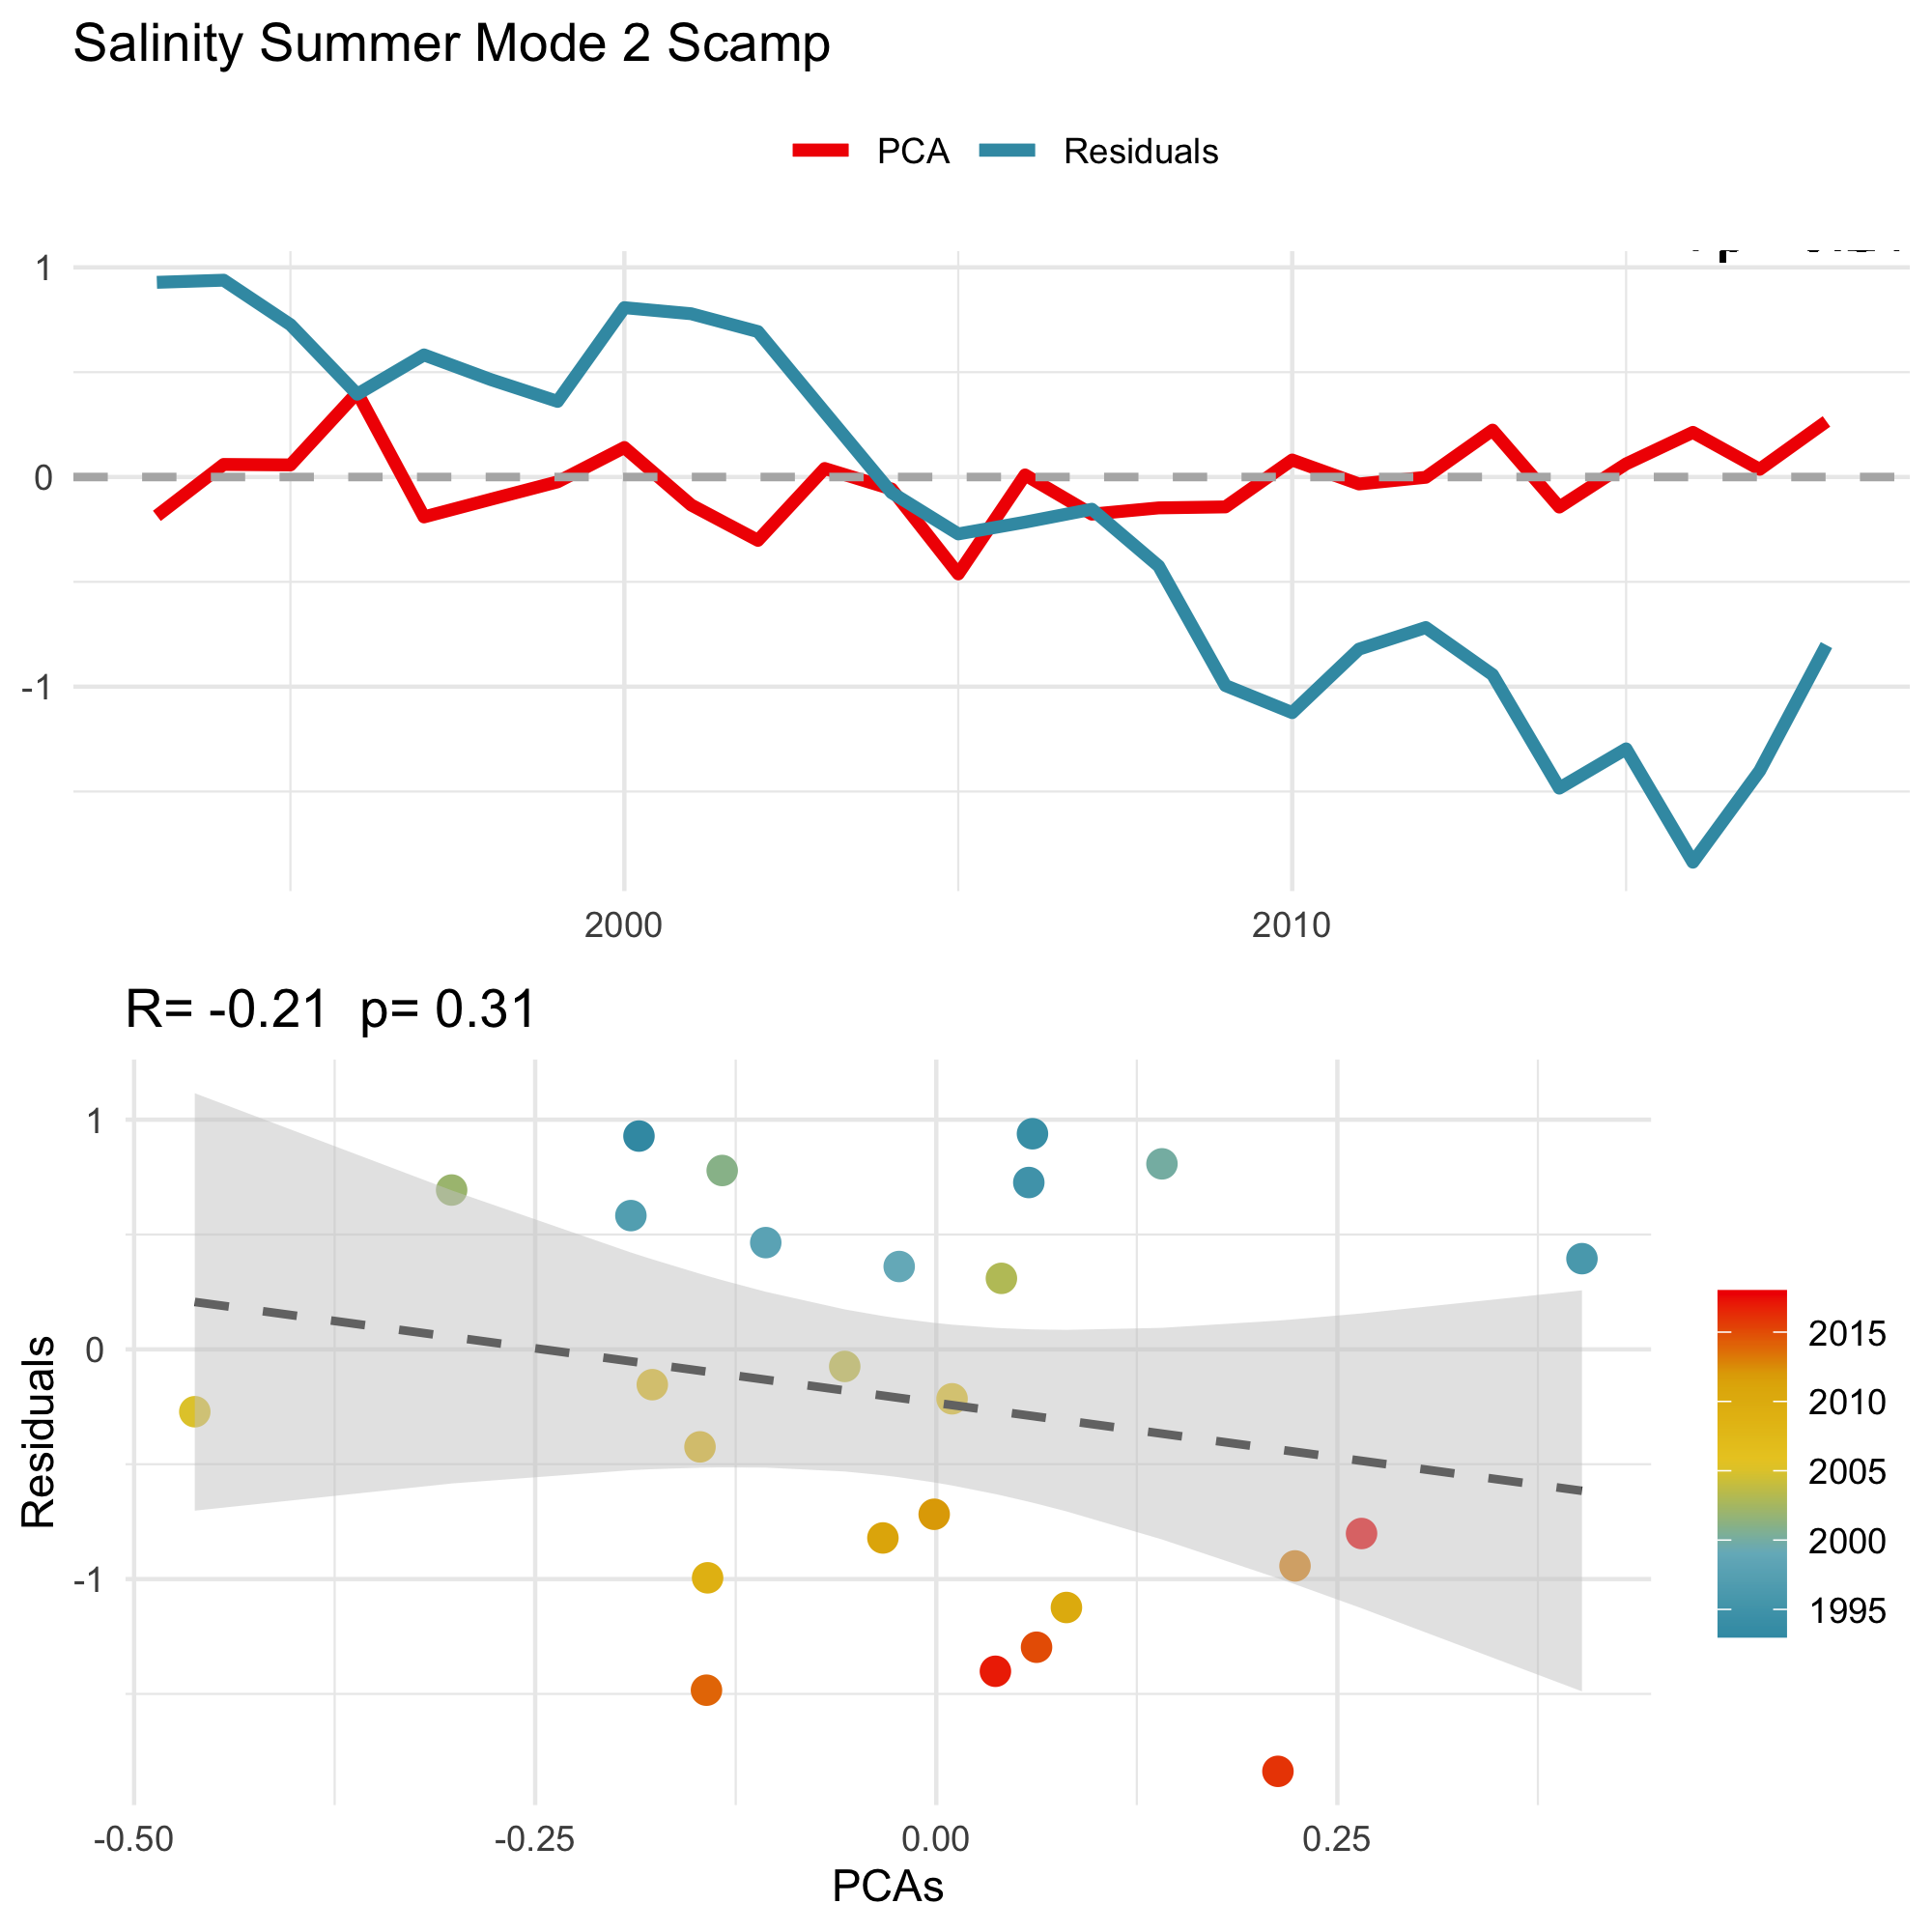 Salinity Summer Mode 2 Scamp
PCA Residuals
1
0
-1
2000 2010
R= -0.21 p= 0.31
Residuals
1
0
-1
-0.50 -0.25 0.00 0.25
PCAs
2015
2010
2005
2000
1995